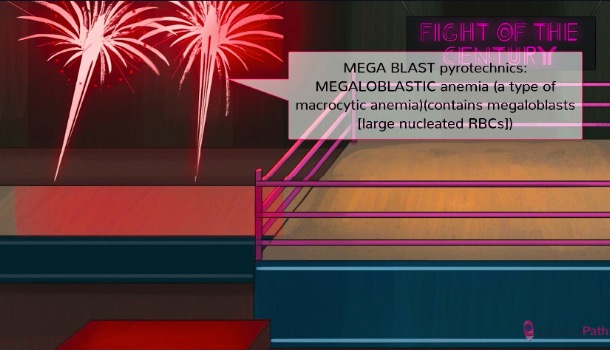 FIGHT OF THE
CENTURY
MEGA BLAST pyrotechnics:
MEGALOBLASTIC anemia (a type of
macrocytic anemia)(contains megaloblasts
[large nucleated RBCs])
Path